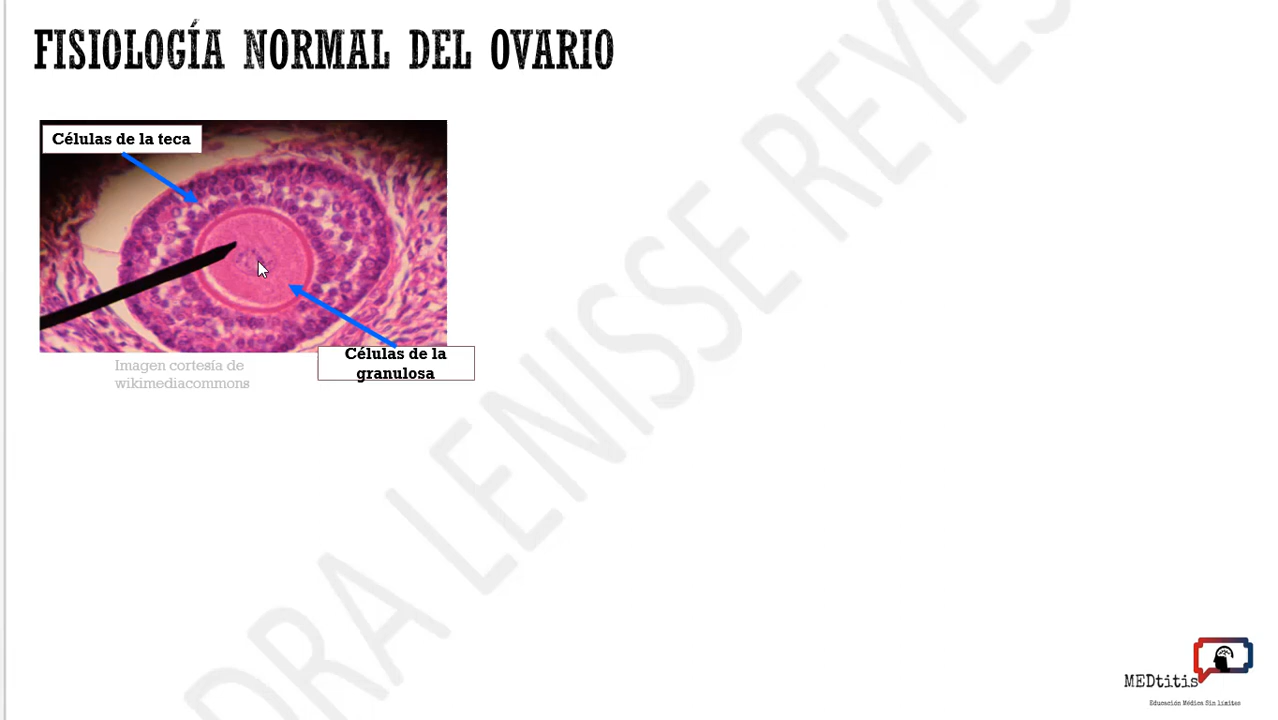 FISIOLOGÍA NORMAL DEL OVARIO
Células de la teca
Células de la
granulosa
Imagen cortesía de
wikimediacommons
DRA LENISSE REYES
MEDtitis
Educación Médica Sin límites